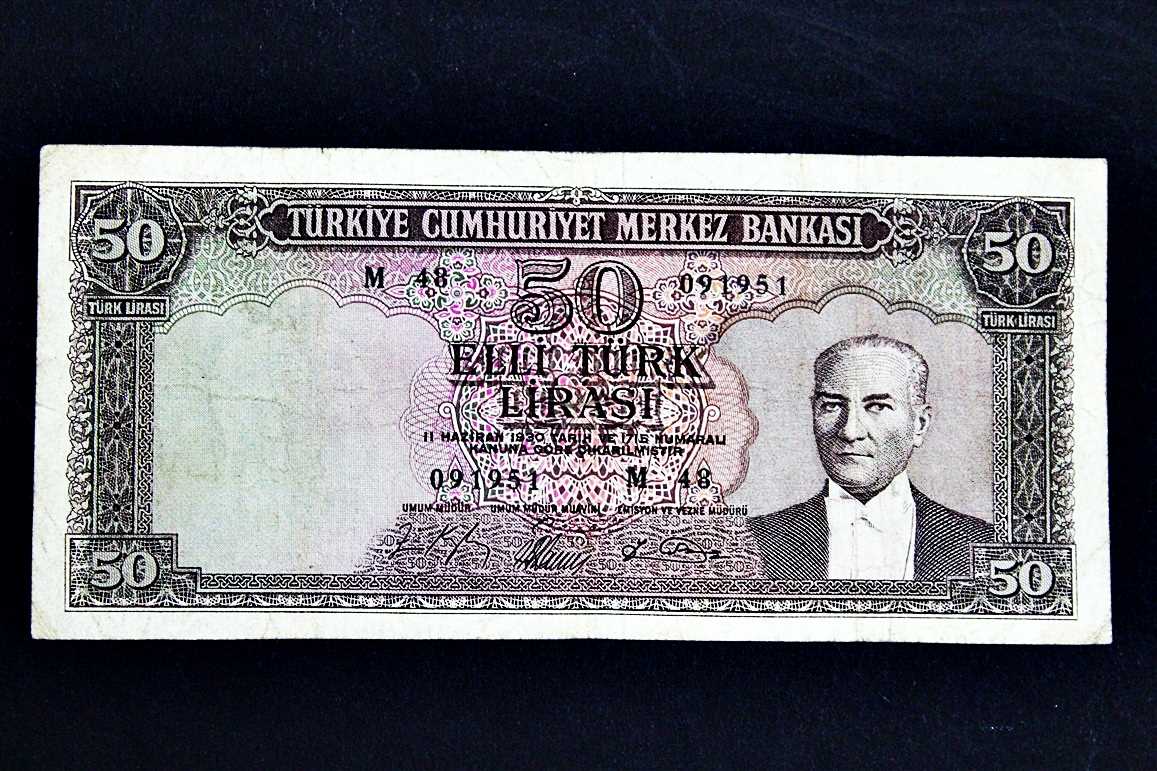 TÜRKİYE CUMHURİYET MERKEZ BANKASI
50 50
M 48 50 091951
TÜRK LİRASI TÜRK LİRASI
ELLİ TÜRK
LİRASI
11 HAZİRAN 1930 TARİH VE 1715 NUMARALI
KANUNA GÖRE ÇIKARILMIŞTIR
091951 M 48
UMUM MÜDÜR UMUM MÜDÜR MUAVİNİ EMİSYON VE VEZNE MÜDÜRÜ
50 50